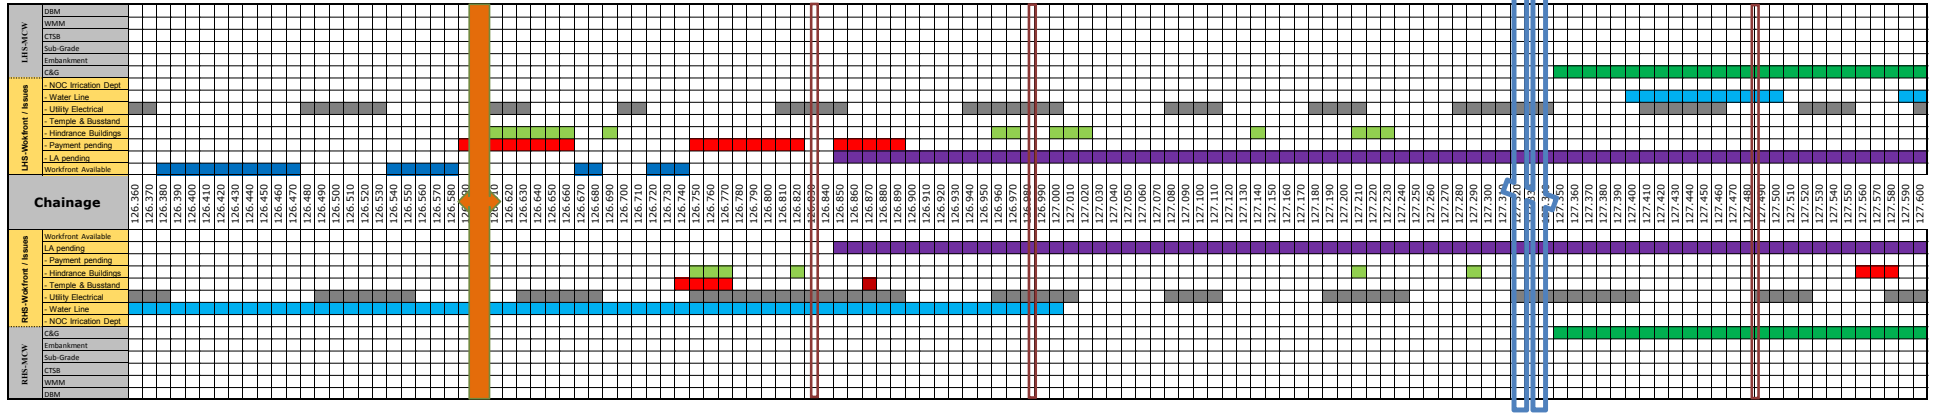 LHS-MCW
DBM
WMM
CTSB
Sub-Grade
Embankment
C&G
LHS-Wokfront / Issues
- NOC Irrication Dept
- Water Line
- Utility Electrical
- Temple & Busstand
- Hindrance Buildings
- Payment pending
- LA pending
Workfront Available
Chainage
126.360 126.370 126.380 126.390 126.400 126.410 126.420 126.430 126.440 126.450 126.460 126.470 126.480 126.490 126.500 126.510 126.520 126.530 126.540 126.550 126.560 126.570 126.580 126.620 126.630 126.640 126.650 126.660 126.670 126.680 126.690 126.700 126.710 126.720 126.730 126.740 126.750 126.760 126.770 126.780 126.790 126.800 126.810 126.820 126.840 126.850 126.860 126.870 126.880 126.890 126.900 126.910 126.920 126.930 126.940 126.950 126.960 126.970 126.990 127.000 127.010 127.020 127.030 127.040 127.050 127.060 127.070 127.080 127.090 127.100 127.110 127.120 127.130 127.140 127.150 127.160 127.170 127.180 127.190 127.200 127.210 127.220 127.230 127.240 127.250 127.260 127.270 127.280 127.290 127.300 127.310 127.360 127.370 127.380 127.390 127.400 127.410 127.420 127.430 127.440 127.450 127.460 127.470 127.480 127.490 127.500 127.510 127.520 127.530 127.540 127.550 127.560 127.570 127.580 127.590 127.600
RHS-Wokfront / Issues
Workfront Available
LA pending
- Payment pending
- Hindrance Buildings
- Temple & Busstand
- Utility Electrical
- Water Line
- NOC Irrication Dept
RHS-MCW
C&G
Embankment
Sub-Grade
CTSB
WMM
DBM